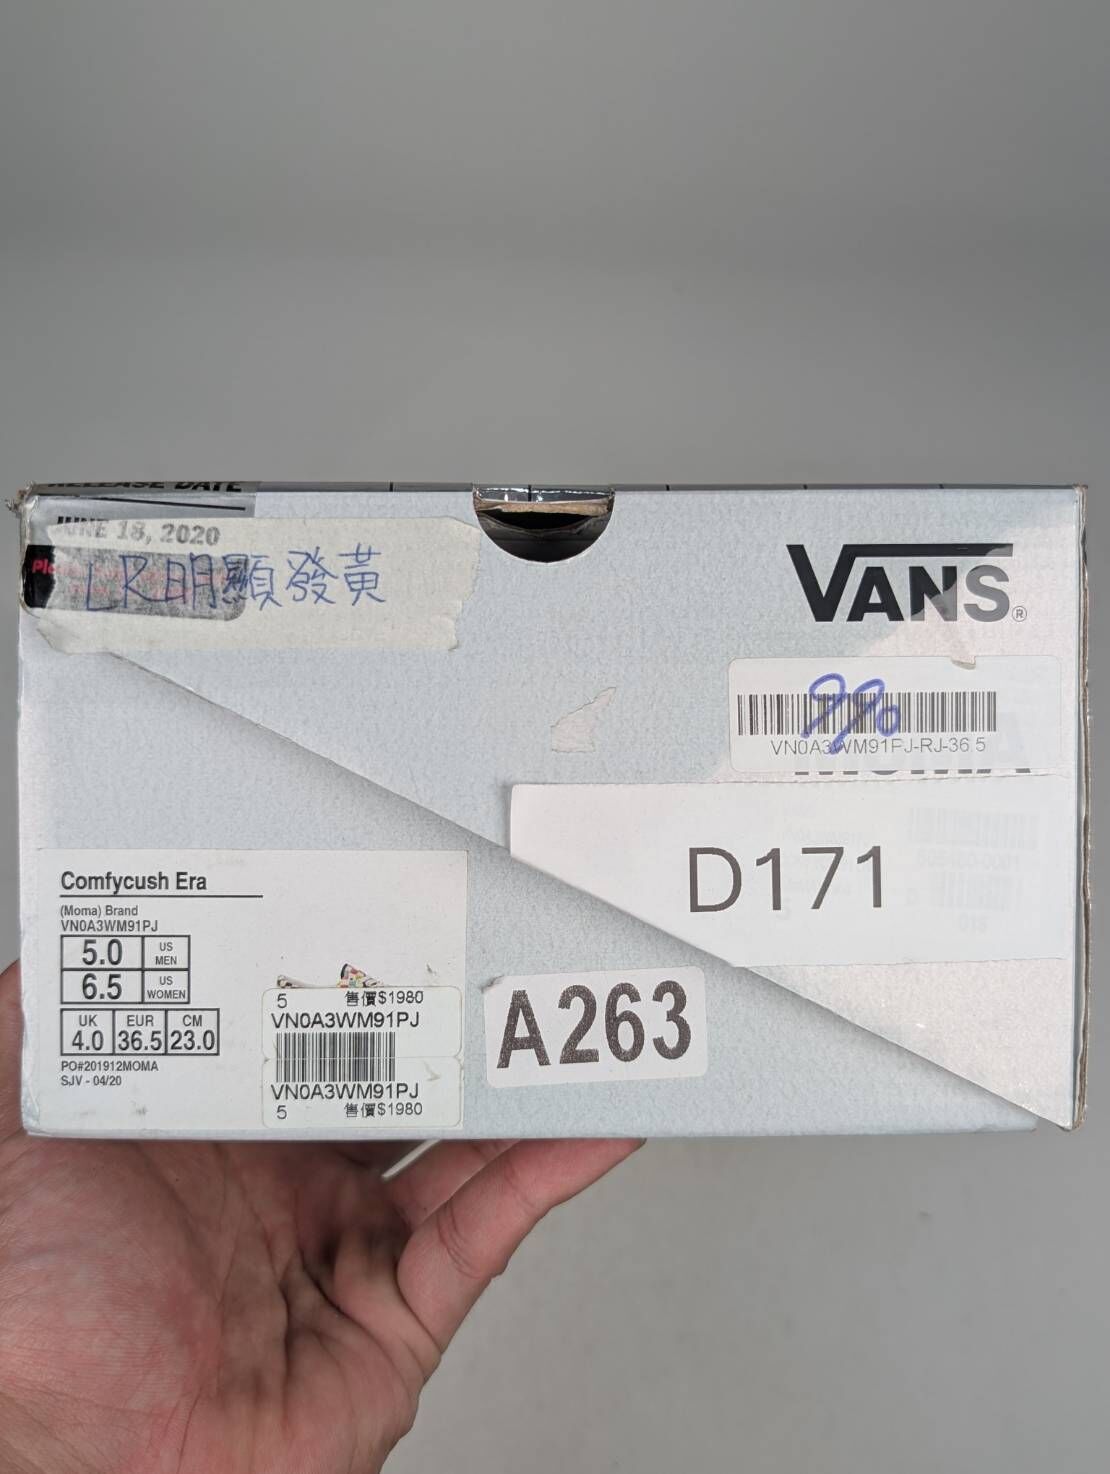 RELEASE DATE
JUNE 18, 2020
LR明顯發黃
VANS®
990
VN0A3WM91PJ-RJ-36.5
D171
Comfycush Era
(Moma) Brand
VN0A3WM91PJ
5.0 US MEN
6.5 US WOMEN
UK EUR CM
4.0 36.5 23.0
PO#201912MOMA
SJV - 04/20
5 售價$1980
VN0A3WM91PJ
VN0A3WM91PJ
5 售價$1980
A263